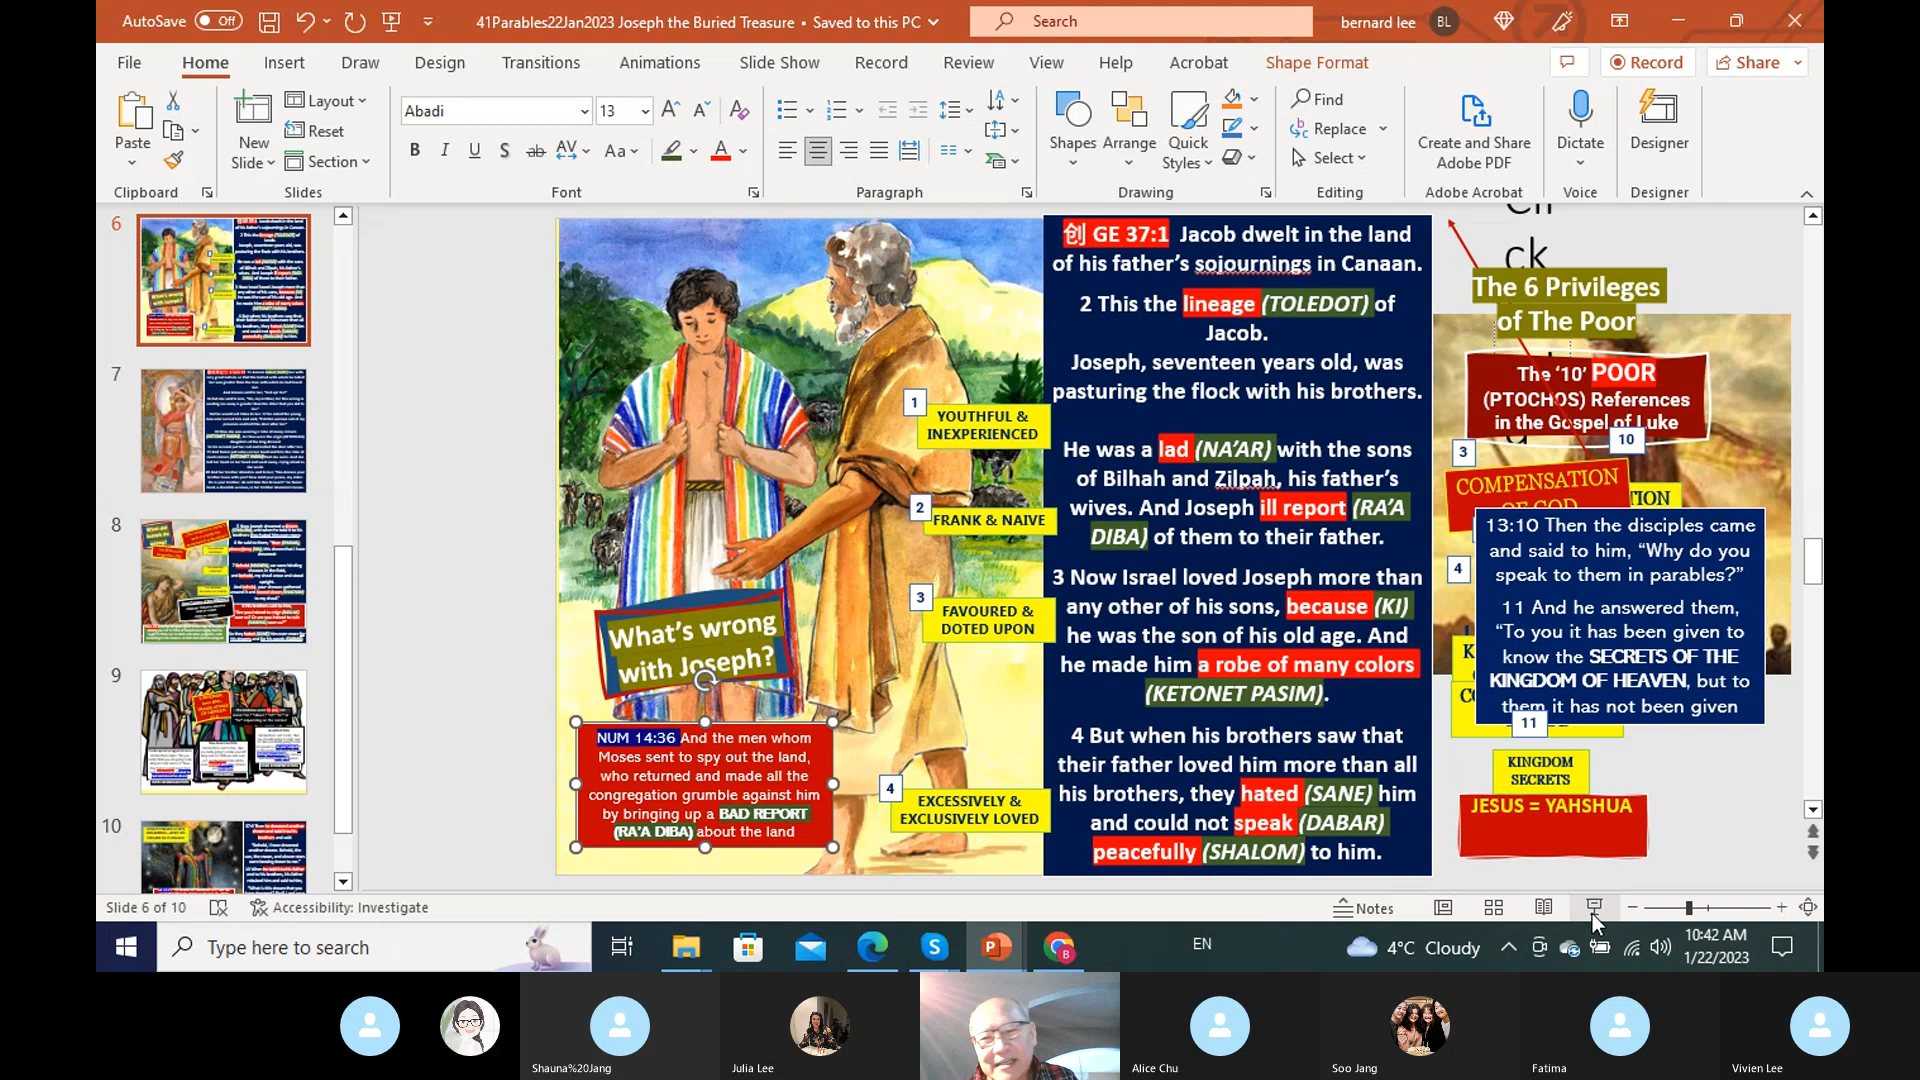 AutoSave Off 41Parables22Jan2023 Joseph the Buried Treasure • Saved to this PC Search bernard lee BL
File Home Insert Draw Design Transitions Animations Slide Show Record Review View Help Acrobat Shape Format Record Share
Paste
Clipboard
New
Slide
Layout
Reset
Section
Slides
Abadi 13
B I U S ab AV Aa A
Font
Paragraph
Shapes Arrange Quick
Styles
Drawing
Find
Replace
Select
Editing
Create and Share
Adobe PDF
Adobe Acrobat
Dictate
Voice
Designer
Designer
6
7
8
9
10
What's wrong
with Joseph?
NUM 14:36 And the men whom
Moses sent to spy out the land,
who returned and made all the
congregation grumble against him
by bringing up a BAD REPORT
(RA'A DIBA) about the land
1
YOUTHFUL &
INEXPERIENCED
2
FRANK & NAIVE
3
FAVOURED &
DOTED UPON
4
EXCESSIVELY &
EXCLUSIVELY LOVED
创 GE 37:1 Jacob dwelt in the land
of his father's sojournings in Canaan.
2 This the lineage (TOLEDOT) of
Jacob.
Joseph, seventeen years old, was
pasturing the flock with his brothers.
He was a lad (NA'AR) with the sons
of Bilhah and Zilpah, his father's
wives. And Joseph ill report (RA'A
DIBA) of them to their father.
3 Now Israel loved Joseph more than
any other of his sons, because (KI)
he was the son of his old age. And
he made him a robe of many colors
(KETONET PASIM).
4 But when his brothers saw that
their father loved him more than all
his brothers, they hated (SANE) him
and could not speak (DABAR)
peacefully (SHALOM) to him.
ck
The 6 Privileges
of The Poor
The '10' POOR
(PTOCHOS) References
in the Gospel of Luke
10
3
COMPENSATION
4
13:10 Then the disciples came
and said to him, "Why do you
speak to them in parables?"
11 And he answered them,
"To you it has been given to
know the SECRETS OF THE
KINGDOM OF HEAVEN, but to
them it has not been given
11
KINGDOM
SECRETS
JESUS = YAHSHUA
Slide 6 of 10 Accessibility: Investigate Notes
Type here to search EN 4°C Cloudy 10:42 AM
1/22/2023
Shauna%20Jang Julia Lee Alice Chu Soo Jang Fatima Vivien Lee